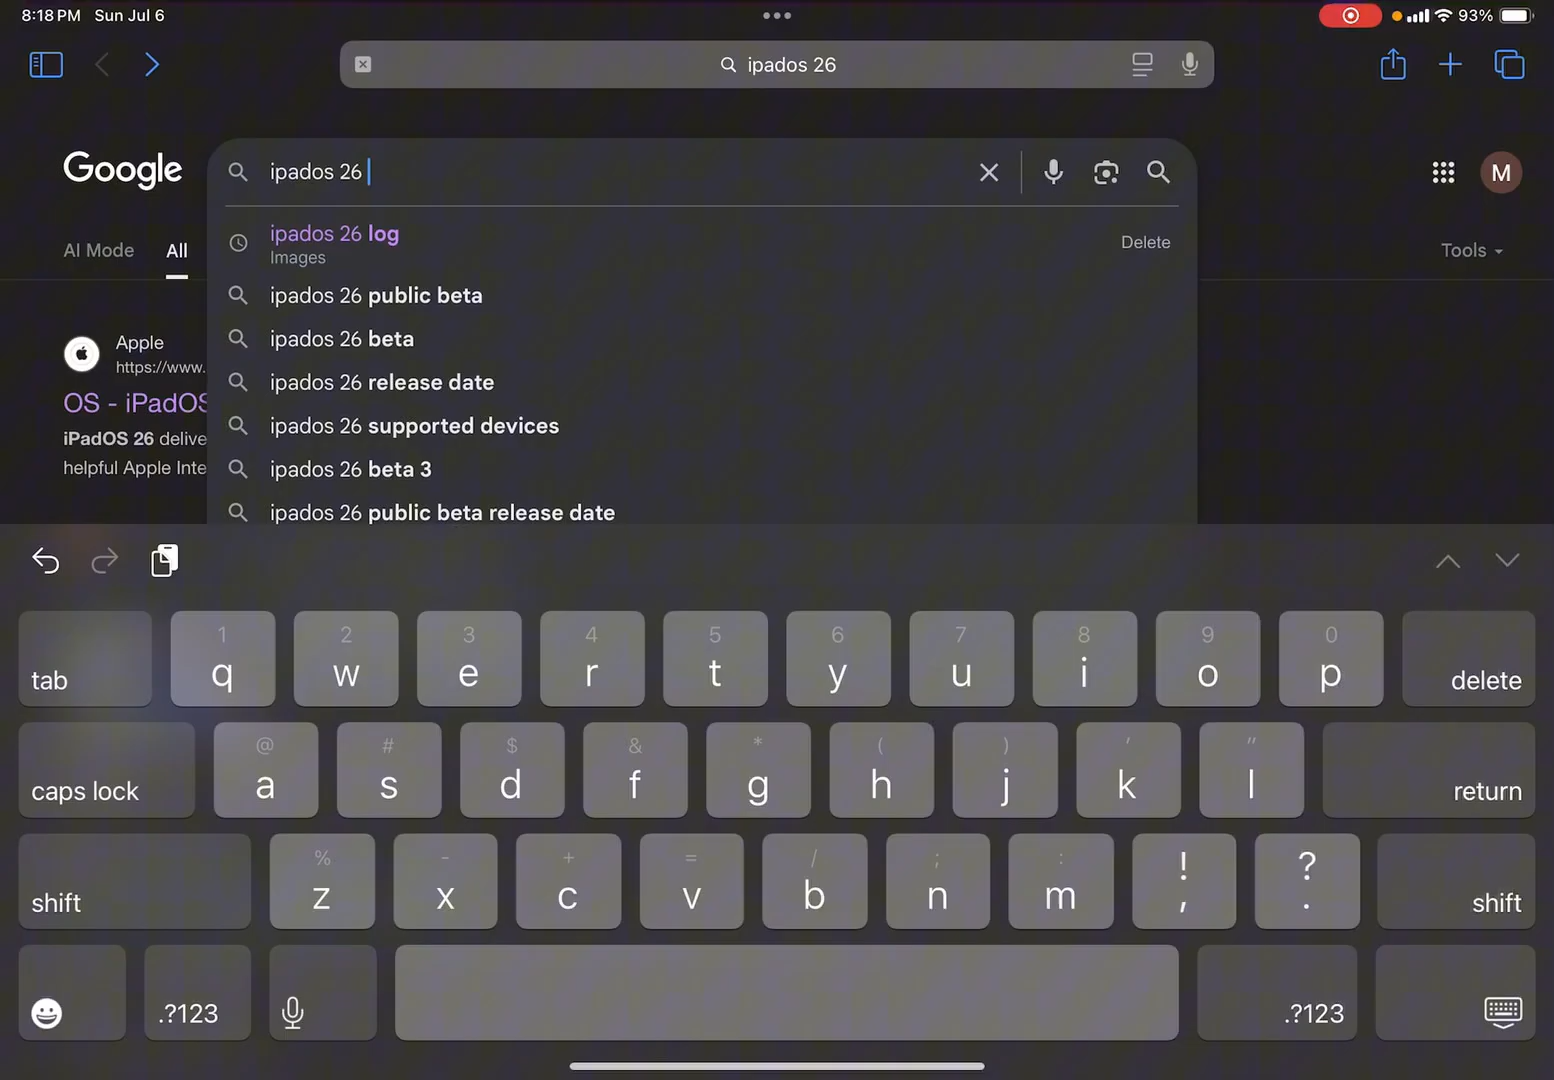 8:18 PM Sun Jul 6
93%
ipados 26
Google
ipados 26
M
ipados 26 log
Images
Delete
AI Mode All
Tools
ipados 26 public beta
ipados 26 beta
ipados 26 release date
ipados 26 supported devices
ipados 26 beta 3
ipados 26 public beta release date
Apple
https://www.
OS - iPadOS
iPadOS 26 delive
helpful Apple Inte
1 2 3 4 5 6 7 8 9 0
tab q w e r t y u i o p delete
@ # $ & * ( ) ' "
caps lock a s d f g h j k l return
% - + = / ; : ! ?
shift z x c v b n m , . shift
.?123 .?123